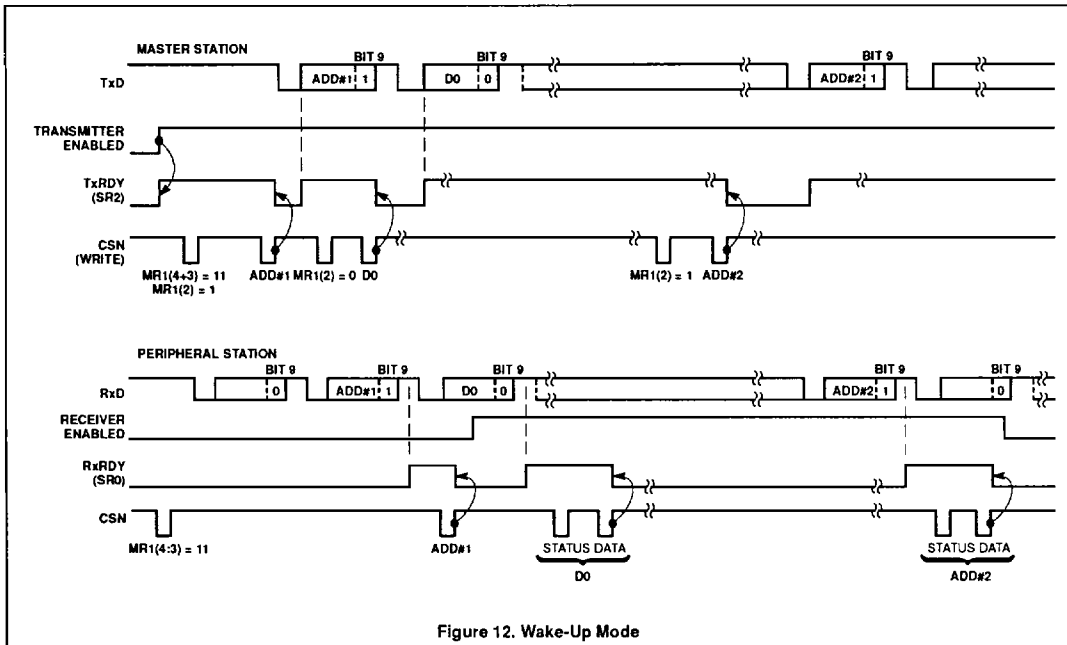 MASTER STATION
BIT 9 BIT 9 BIT 9
TxD ADD#1 1 D0 0 ADD#2 1
TRANSMITTER
ENABLED
TxRDY
(SR2)
CSN
(WRITE)
MR1(4+3) = 11 ADD#1 MR1(2) = 0 D0 MR1(2) = 1 ADD#2
MR1(2) = 1
PERIPHERAL STATION
BIT 9 BIT 9 BIT 9 BIT 9 BIT 9
RxD 0 ADD#1 1 D0 0 ADD#2 1 0
RECEIVER
ENABLED
RxRDY
(SR0)
CSN
MR1(4:3) = 11 ADD#1 STATUS DATA STATUS DATA
D0 ADD#2
Figure 12. Wake-Up Mode